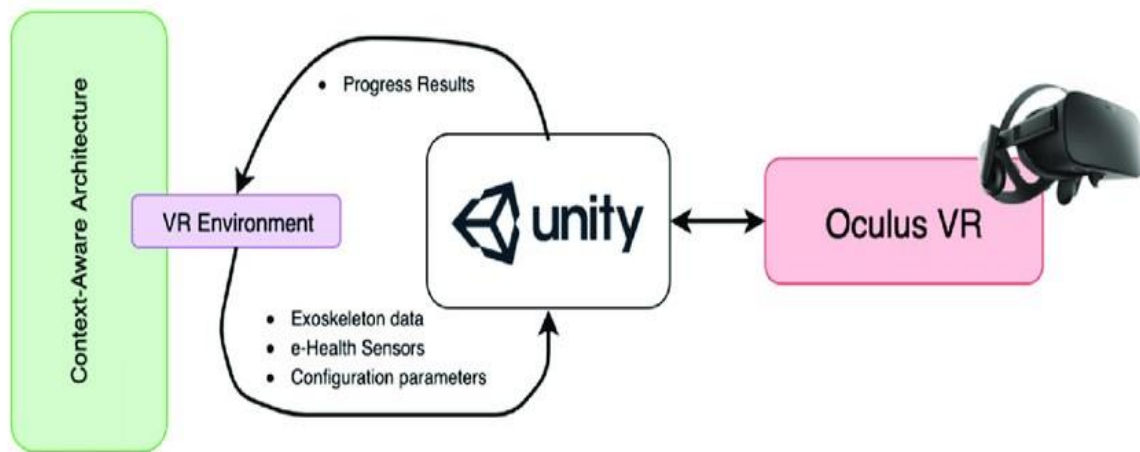 Context-Aware Architecture
Progress Results
VR Environment
unity
Oculus VR
Exoskeleton data
e-Health Sensors
Configuration parameters